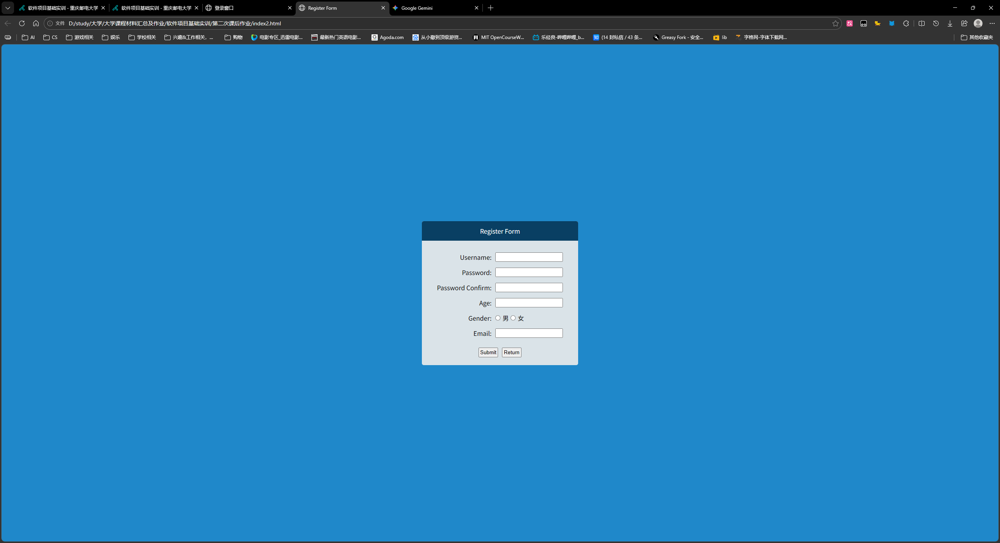 软件项目基础实训 - 重庆邮电大学
软件项目基础实训 - 重庆邮电大学
登录窗口
Register Form
Google Gemini
文件 D:/study/大学/大学课程材料汇总及作业/软件项目基础实训/第二次课后作业/index2.html
AI
CS
游戏相关
娱乐
学校相关
兴趣&工作相关，...
购物
电影专区_迅雷电影...
最新热门英语电影...
Agoda.com
从小撒到顶级游资...
MIT OpenCourseW...
乐经良-哔哩哔哩_b...
知 (14 封私信 / 43 条...
Greasy Fork - 安全...
lib
字格网-字体下载网...
其他收藏夹
Register Form
Username:
Password:
Password Confirm:
Age:
Gender: 男 女
Email:
Submit Return